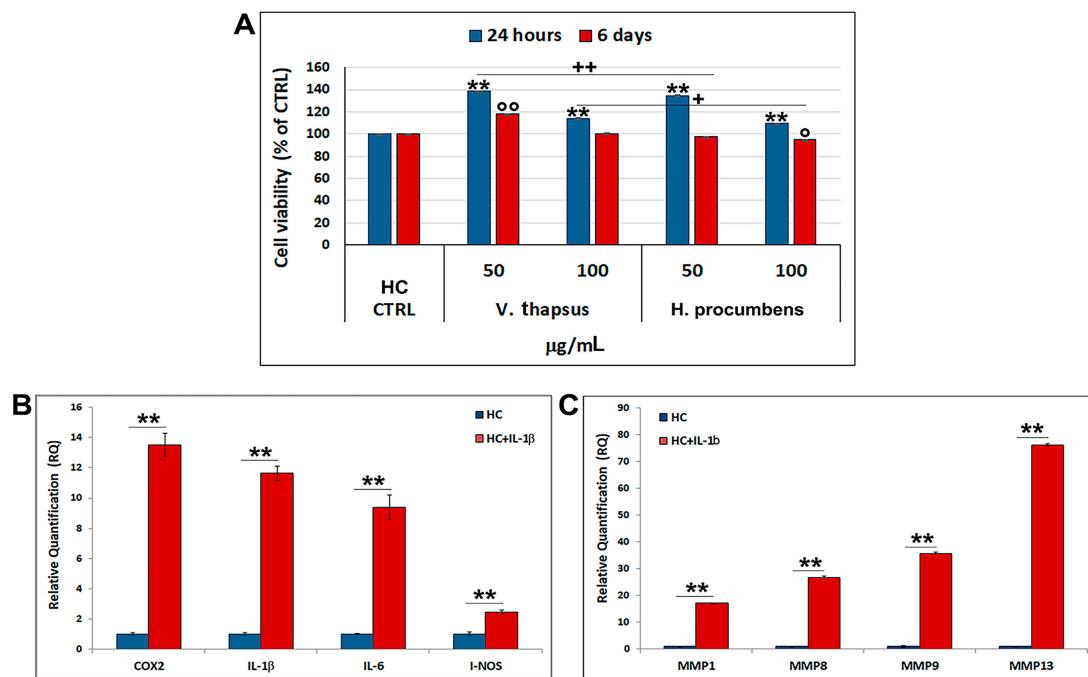 A
24 hours 6 days
Cell viability (% of CTRL)
160
140
120
100
80
60
40
20
0
++
+
** °° ** ** ** °
HC
CTRL
50 100 50 100
V. thapsus H. procumbens
µg/mL
B
Relative Quantification (RQ)
16
14
12
10
8
6
4
2
0
HC
HC+IL-1β
** ** ** **
COX2 IL-1β IL-6 I-NOS
C
Relative Quantification (RQ)
90
80
70
60
50
40
30
20
10
0
HC
HC+IL-1b
** ** ** **
MMP1 MMP8 MMP9 MMP13